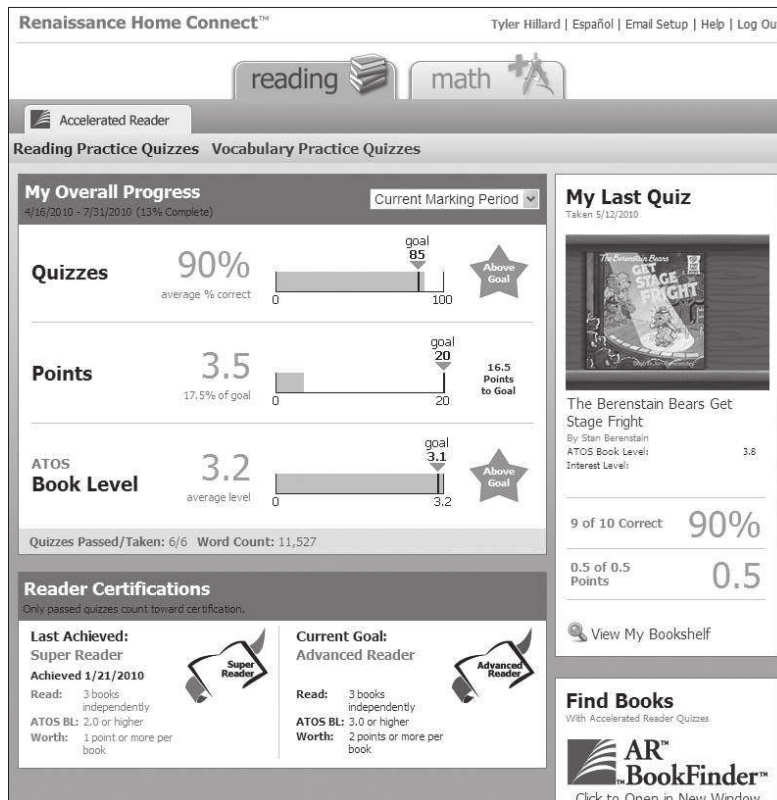 Renaissance Home Connect™
Tyler Hillard | Español | Email Setup | Help | Log Ou
reading
math
Accelerated Reader
Reading Practice Quizzes Vocabulary Practice Quizzes
My Overall Progress
4/16/2010 - 7/31/2010 (13% Complete)
Current Marking Period
Quizzes
90%
average % correct
goal
85
0
100
Above
Goal
Points
3.5
17.5% of goal
goal
20
0
20
16.5
Points
to Goal
ATOS
Book Level
3.2
average level
goal
3.1
0
3.2
Above
Goal
Quizzes Passed/Taken: 6/6 Word Count: 11,527
Reader Certifications
Only passed quizzes count toward certification.
Last Achieved:
Super Reader
Achieved 1/21/2010
Read: 3 books
independently
ATOS BL: 2.0 or higher
Worth: 1 point or more per
book
Super
Reader
Current Goal:
Advanced Reader
Read: 3 books
independently
ATOS BL: 3.0 or higher
Worth: 2 points or more per
book
Advanced
Reader
My Last Quiz
Taken 5/12/2010
The Berenstain Bears
GET
STAGE
FRIGHT
The Berenstain Bears Get
Stage Fright
By Stan Berenstain
ATOS Book Level: 3.8
Interest Level:
9 of 10 Correct 90%
0.5 of 0.5
Points
0.5
View My Bookshelf
Find Books
With Accelerated Reader Quizzes
AR™
BookFinder™
Click to Open in New Window